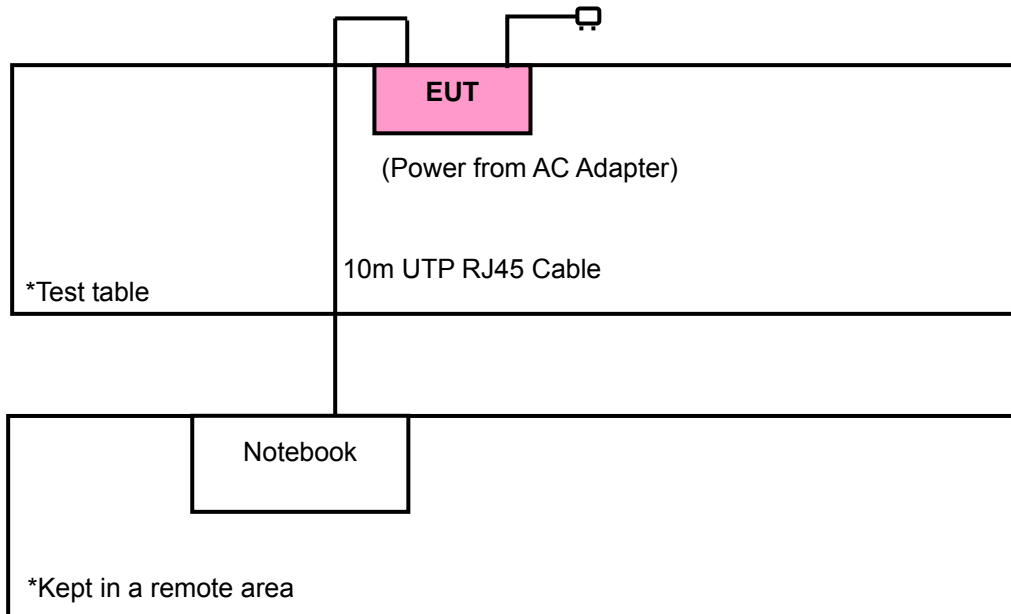 EUT
(Power from AC Adapter)
10m UTP RJ45 Cable
*Test table
Notebook
*Kept in a remote area